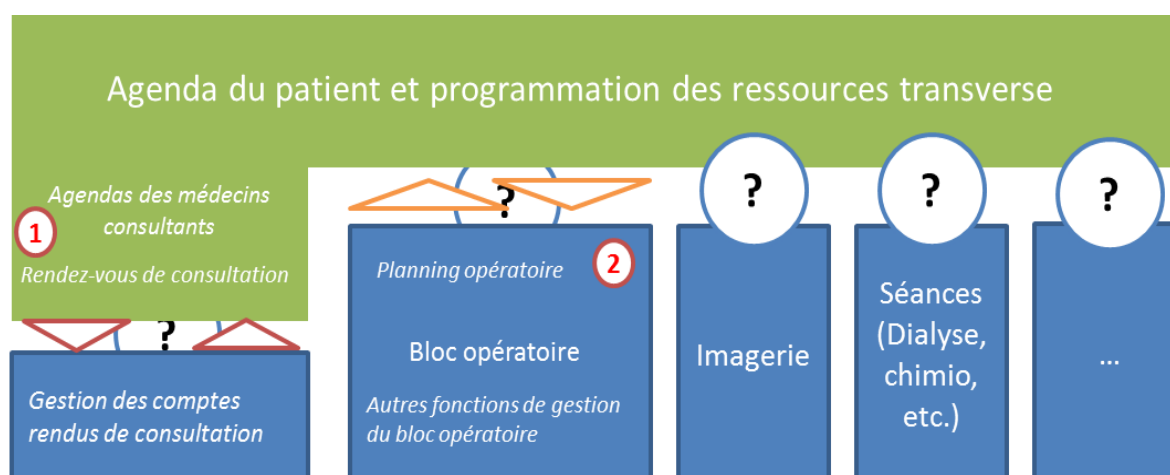 Agenda du patient et programmation des ressources transverse
Agendas des médecins
consultants
1
Rendez-vous de consultation
?
Gestion des comptes
rendus de consultation
?
Planning opératoire
2
Bloc opératoire
Autres fonctions de gestion
du bloc opératoire
?
Imagerie
?
Séances
(Dialyse,
chimio,
etc.)
?
...